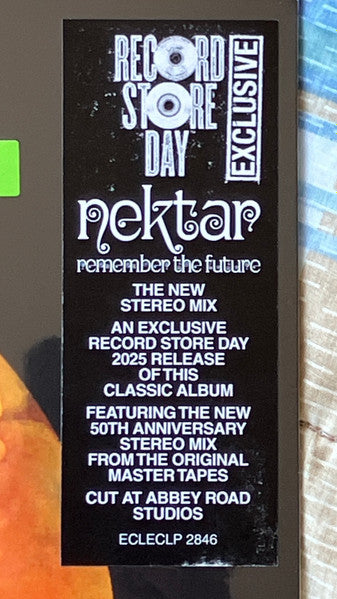 RECORD
STORE
DAY
EXCLUSIVE
nektar
remember the future
THE NEW
STEREO MIX
AN EXCLUSIVE
RECORD STORE DAY
2025 RELEASE
OF THIS
CLASSIC ALBUM
FEATURING THE NEW
50TH ANNIVERSARY
STEREO MIX
FROM THE ORIGINAL
MASTER TAPES
CUT AT ABBEY ROAD
STUDIOS
ECLECLP 2846